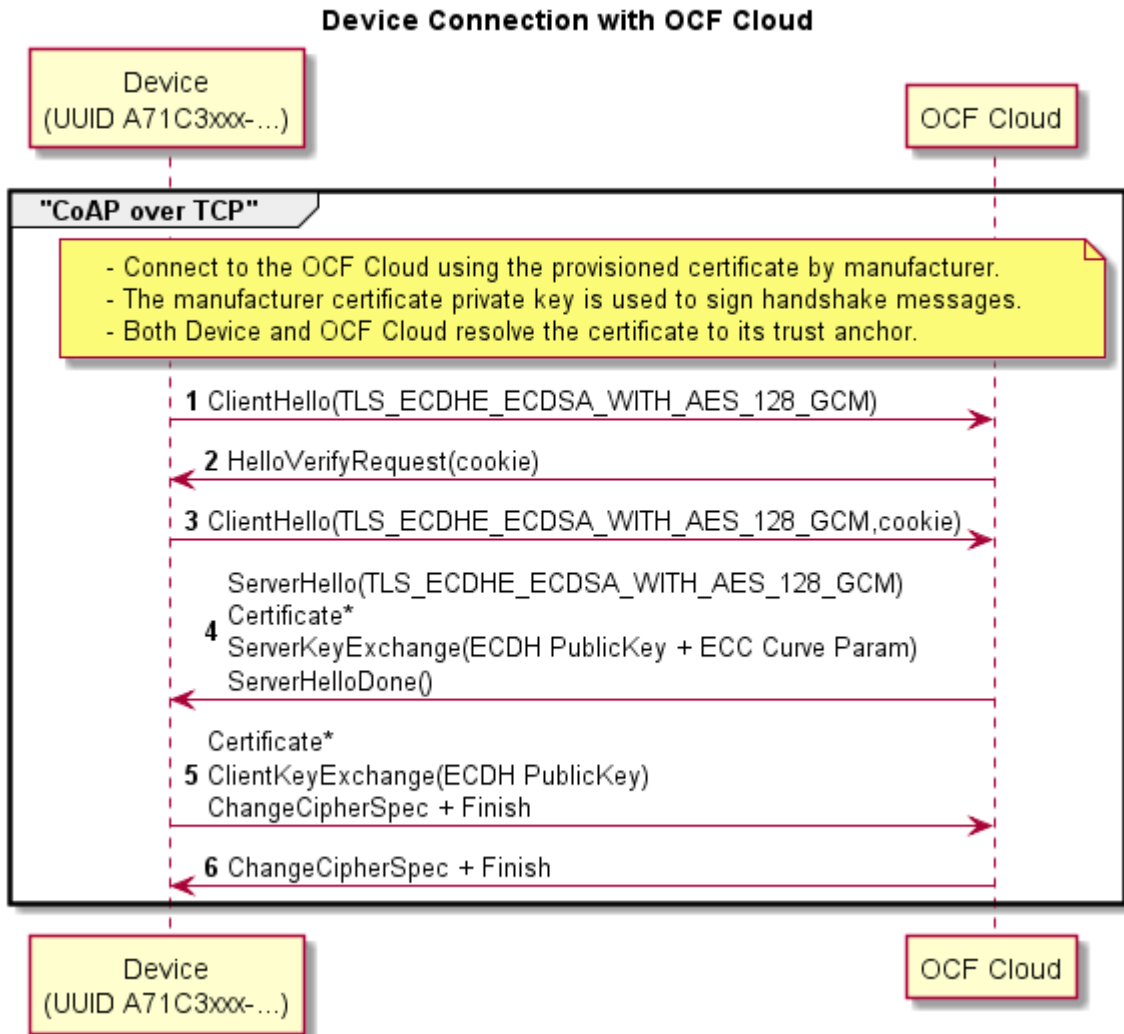 Device Connection with OCF Cloud
Device
(UUID A71C3xxx-...)
OCF Cloud
"CoAP over TCP"
- Connect to the OCF Cloud using the provisioned certificate by manufacturer.
- The manufacturer certificate private key is used to sign handshake messages.
- Both Device and OCF Cloud resolve the certificate to its trust anchor.
1 ClientHello(TLS_ECDHE_ECDSA_WITH_AES_128_GCM)
2 HelloVerifyRequest(cookie)
3 ClientHello(TLS_ECDHE_ECDSA_WITH_AES_128_GCM,cookie)
ServerHello(TLS_ECDHE_ECDSA_WITH_AES_128_GCM)
Certificate*
4 ServerKeyExchange(ECDH PublicKey + ECC Curve Param)
ServerHelloDone()
Certificate*
5 ClientKeyExchange(ECDH PublicKey)
ChangeCipherSpec + Finish
6 ChangeCipherSpec + Finish
Device
(UUID A71C3xxx-...)
OCF Cloud